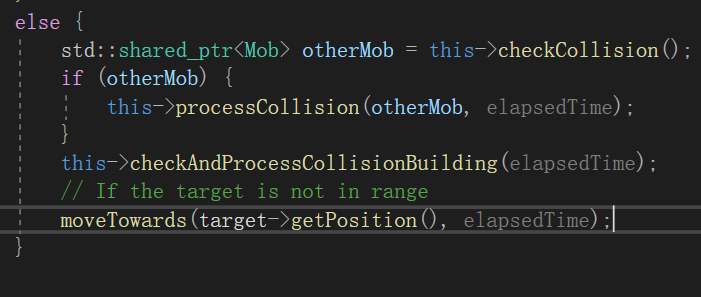 else {
std::shared_ptr<Mob> otherMob = this->checkCollision();
if (otherMob) {
this->processCollision(otherMob, elapsedTime);
}
this->checkAndProcessCollisionBuilding(elapsedTime);
// If the target is not in range
moveTowards(target->getPosition(), elapsedTime);
}